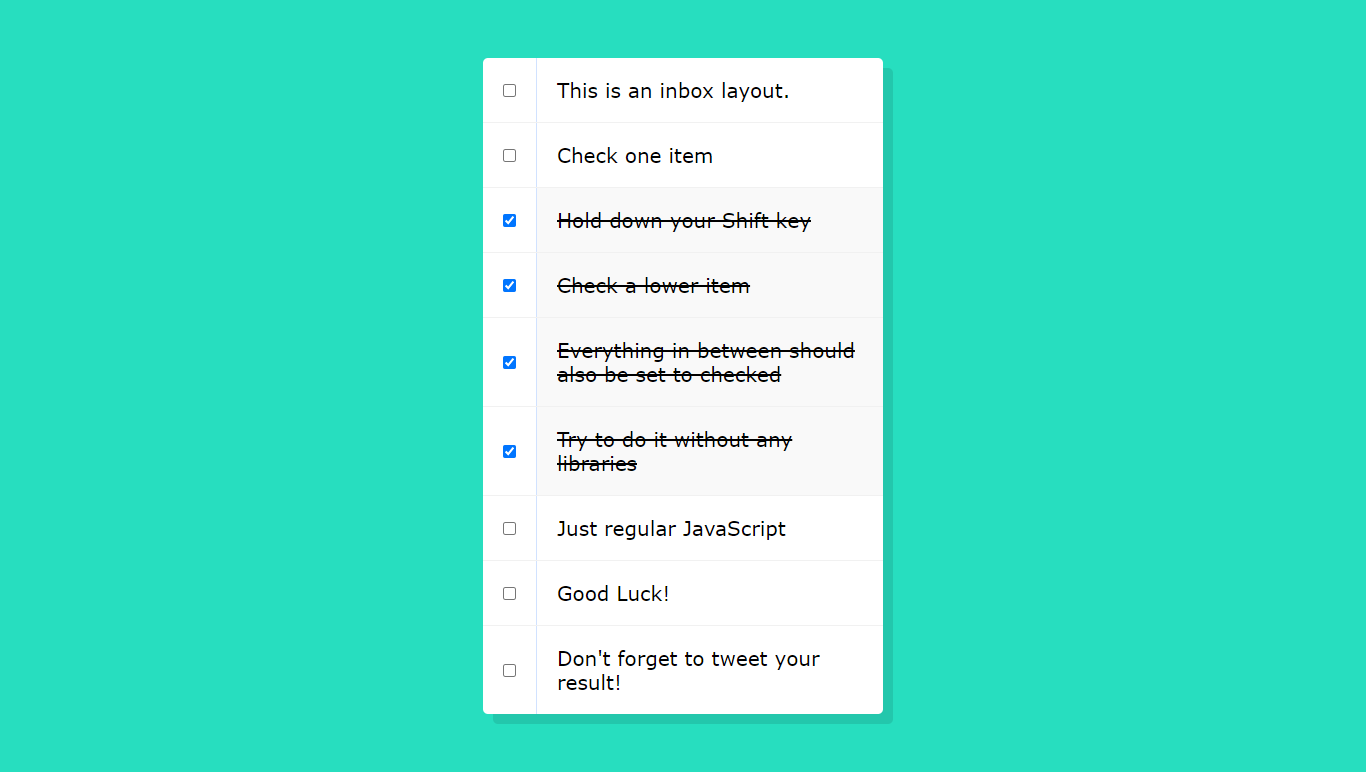 This is an inbox layout.
Check one item
Hold down your Shift key
Check a lower item
Everything in between should
also be set to checked
Try to do it without any
libraries
Just regular JavaScript
Good Luck!
Don't forget to tweet your
result!